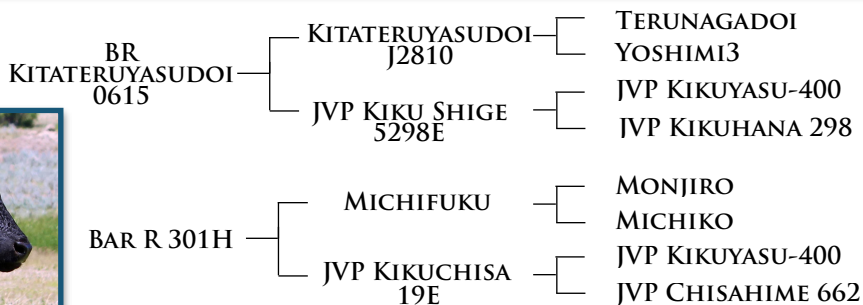 BR
Kitateruyasudoi
0615
Kitateruyasudoi
J2810
JVP Kiku Shige
5298E
Terunagadoi
Yoshimi3
JVP Kikuyasu-400
JVP Kikuhana 298
Bar R 301H
Michifuku
JVP Kikuchisa
19E
Monjiro
Michiko
JVP Kikuyasu-400
JVP Chisahime 662